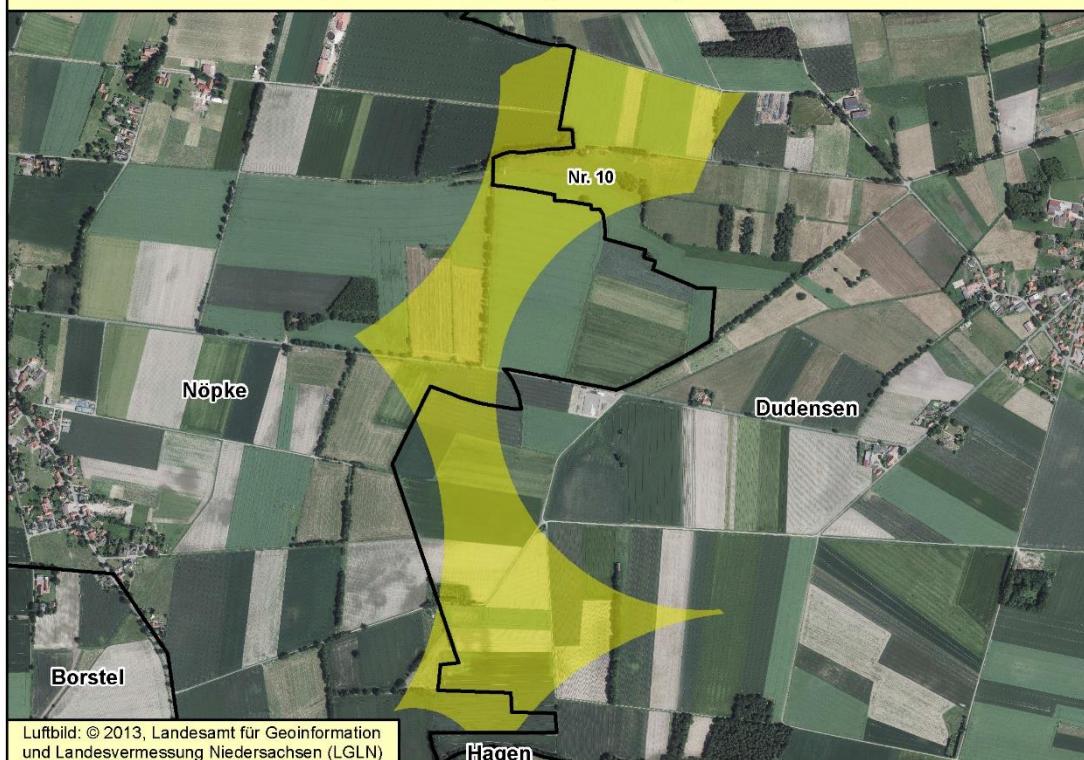 Nr. 10
Nöpke
Dudensen
Borstel
Luftbild: © 2013, Landesamt für Geoinformation
und Landesvermessung Niedersachsen (LGLN)
Hagen